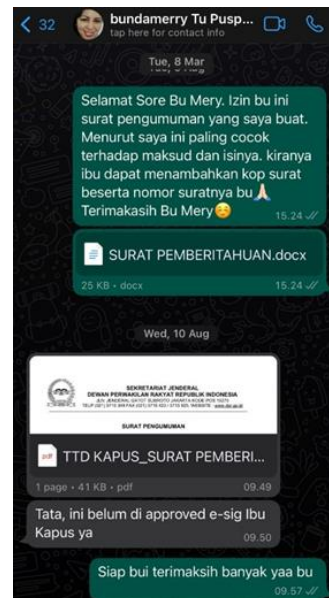 32
bundamerry Tu Pusp...
tap here for contact info
Tue, 8 Mar
Selamat Sore Bu Mery. Izin bu ini
surat pengumuman yang saya buat.
Menurut saya ini paling cocok
terhadap maksud dan isinya. kiranya
ibu dapat menambahkan kop surat
beserta nomor suratnya bu🙏
Terimakasih Bu Mery☺️
15.24
SURAT PEMBERITAHUAN.docx
25 KB • docx
15.24
Wed, 10 Aug
SEKRETARIAT JENDERAL
DEWAN PERWAKILAN RAKYAT REPUBLIK INDONESIA
SURAT PENGUMUMAN
pdf
TTD KAPUS_SURAT PEMBERI...
1 page • 41 KB • pdf
09.49
Tata, ini belum di approved e-sig Ibu
Kapus ya
09.50
Siap bui terimaksih banyak yaa bu
09.57